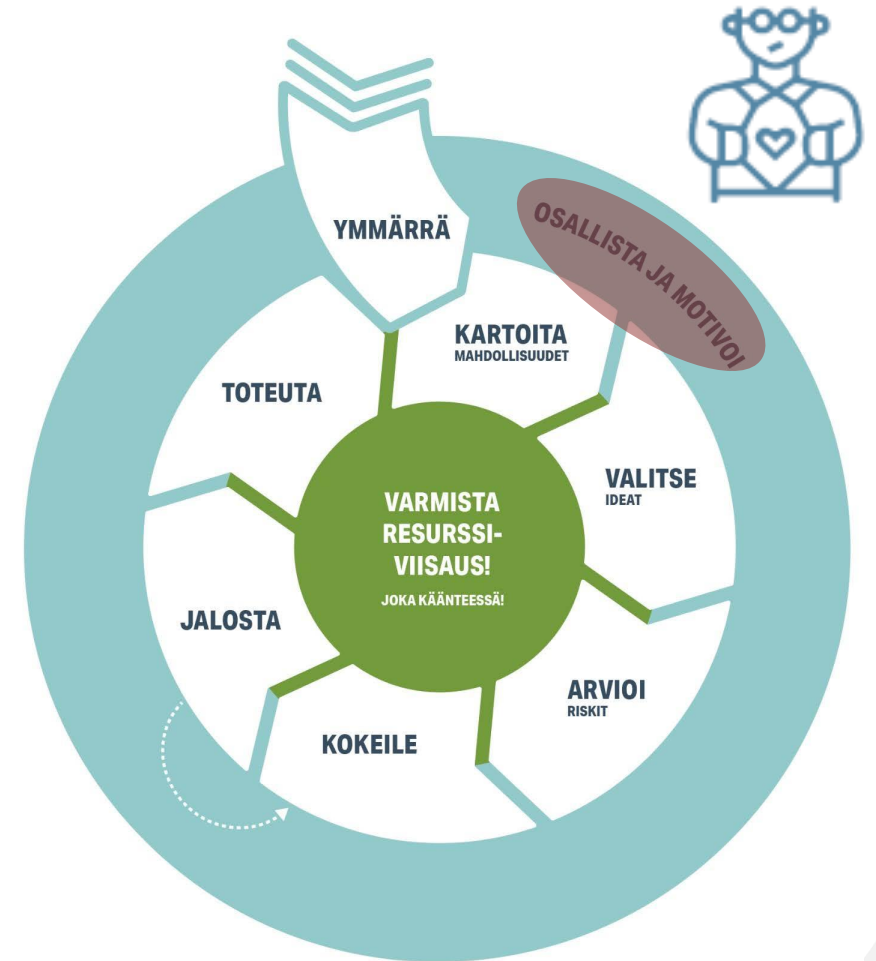 YMMÄRRÄ
OSALLISTA JA MOTIVOI
KARTOITA
MAHDOLLISUUDET
VALITSE
IDEAT
ARVIOI
RISKIT
KOKEILE
JALOSTA
TOTEUTA
VARMISTA
RESURSSI-
VIISAUS!
JOKA KÄÄNTEESSÄ!